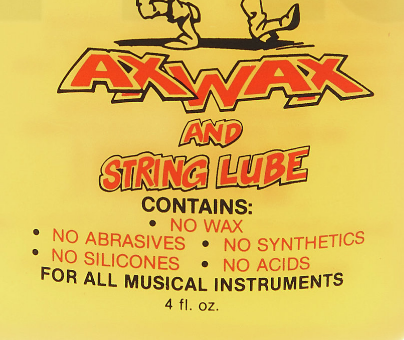 AXWAX
AND
STRING LUBE
CONTAINS:
• NO WAX
• NO ABRASIVES • NO SYNTHETICS
• NO SILICONES • NO ACIDS
FOR ALL MUSICAL INSTRUMENTS
4 fl. oz.